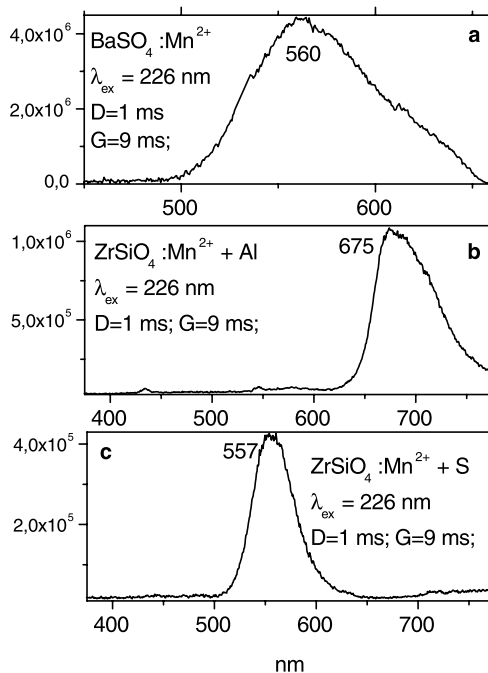 a
BaSO₄ :Mn²⁺
λₑₓ = 226 nm
D=1 ms
G=9 ms;
560
4,0x10⁶
2,0x10⁶
0,0
500 600
b
ZrSiO₄ :Mn²⁺ + Al
λₑₓ = 226 nm
D=1 ms; G=9 ms;
675
1,0x10⁶
5,0x10⁵
400 500 600 700
c
557
ZrSiO₄ :Mn²⁺ + S
λₑₓ = 226 nm
D=1 ms; G=9 ms;
4,0x10⁵
2,0x10⁵
400 500 600 700
nm